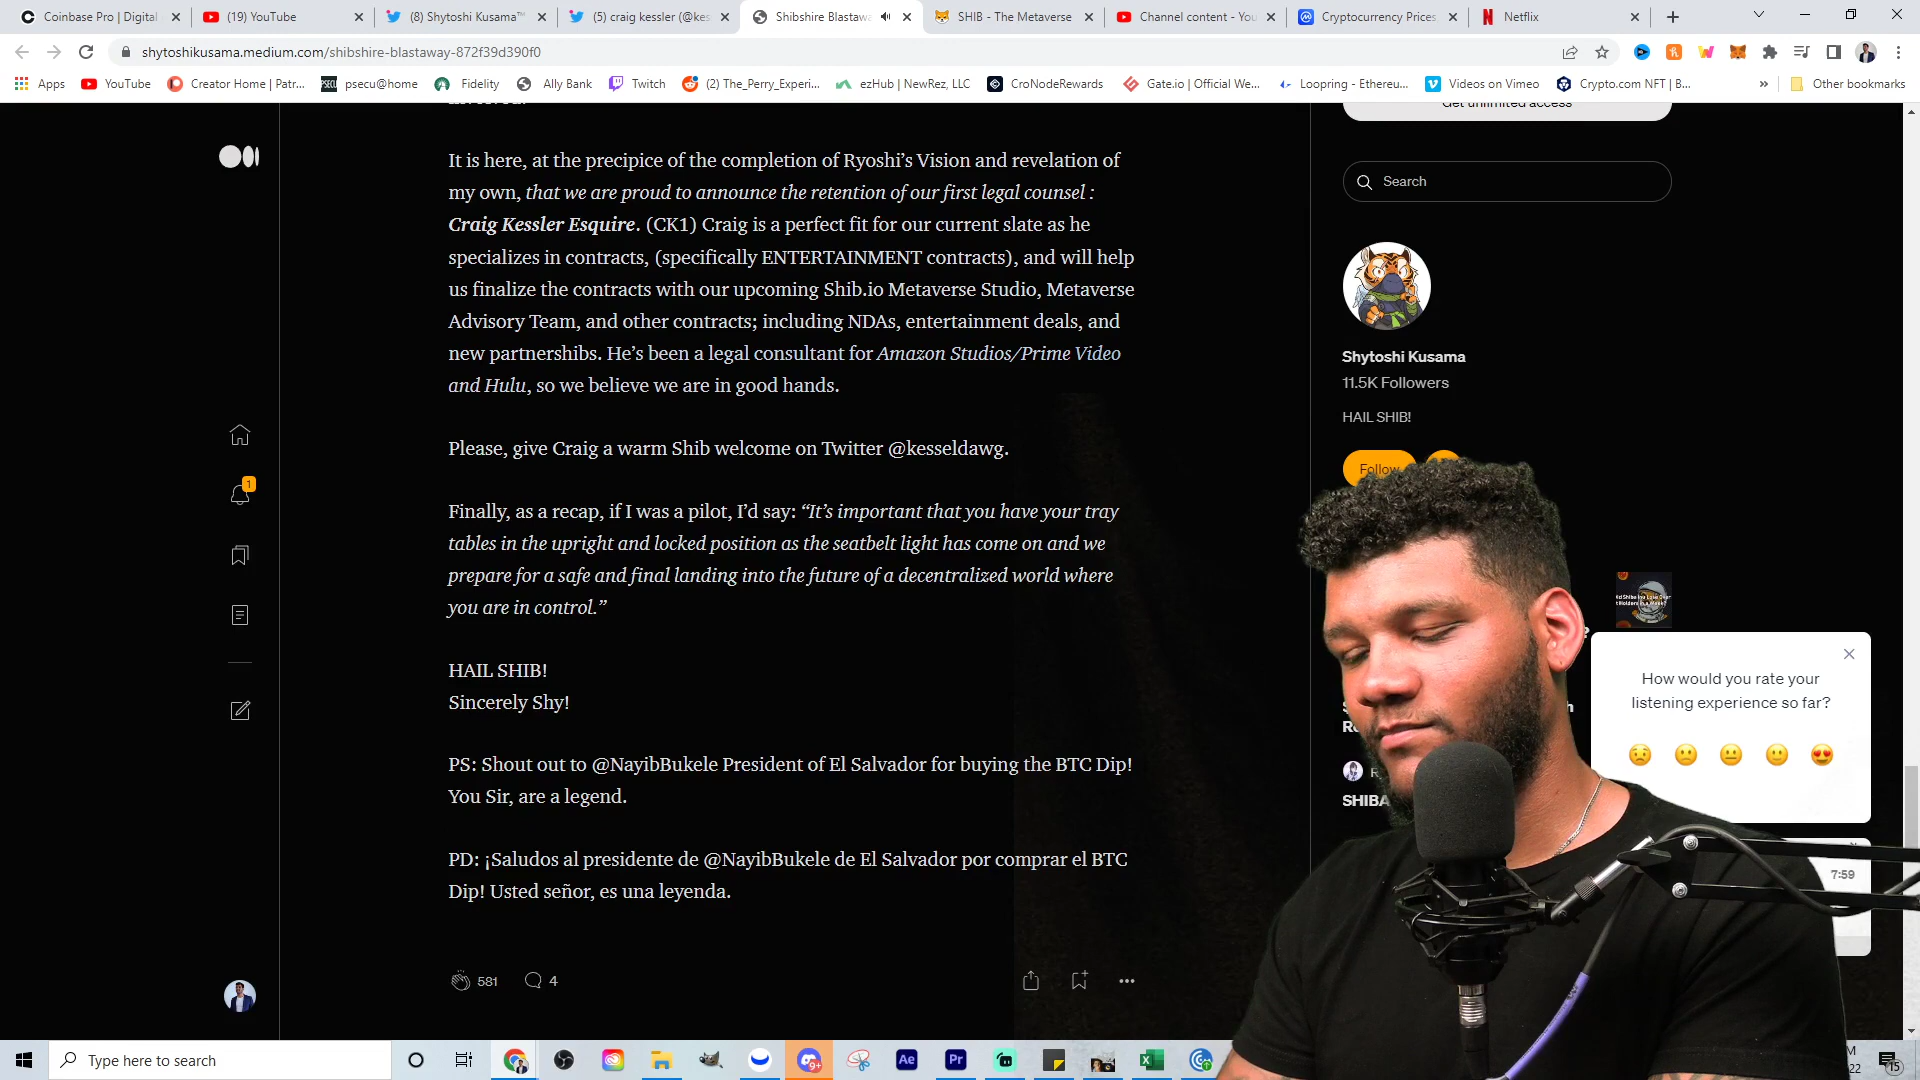 Coinbase Pro | Digital
(19) YouTube
(8) Shytoshi Kusama™
(5) craig kessler (@kes
Shibshire Blastaw
SHIB - The Metaverse
Channel content - You
Cryptocurrency Prices,
Netflix
shytoshikusama.medium.com/shibshire-blastaway-872f39d390f0
Apps
YouTube
Creator Home | Patr...
psecu@home
Fidelity
Ally Bank
Twitch
(2) The_Perry_Experi...
ezHub | NewRez, LLC
CroNodeRewards
Gate.io | Official We...
Loopring - Ethereu...
Videos on Vimeo
Crypto.com NFT | B...
»
Other bookmarks
Get unlimited access
It is here, at the precipice of the completion of Ryoshi’s Vision and revelation of
my own, that we are proud to announce the retention of our first legal counsel :
Craig Kessler Esquire. (CK1) Craig is a perfect fit for our current slate as he
specializes in contracts, (specifically ENTERTAINMENT contracts), and will help
us finalize the contracts with our upcoming Shib.io Metaverse Studio, Metaverse
Advisory Team, and other contracts; including NDAs, entertainment deals, and
new partnershibs. He’s been a legal consultant for Amazon Studios/Prime Video
and Hulu, so we believe we are in good hands.
Please, give Craig a warm Shib welcome on Twitter @kesseldawg.
Finally, as a recap, if I was a pilot, I’d say: “It’s important that you have your tray
tables in the upright and locked position as the seatbelt light has come on and we
prepare for a safe and final landing into the future of a decentralized world where
you are in control.”
HAIL SHIB!
Sincerely Shy!
PS: Shout out to @NayibBukele President of El Salvador for buying the BTC Dip!
You Sir, are a legend.
PD: ¡Saludos al presidente de @NayibBukele de El Salvador por comprar el BTC
Dip! Usted señor, es una leyenda.
581
4
1
Search
Shytoshi Kusama
11.5K Followers
HAIL SHIB!
Follow
How would you rate your
listening experience so far?
SHIBA
7:59
Type here to search
9+
Ae
Pr
15